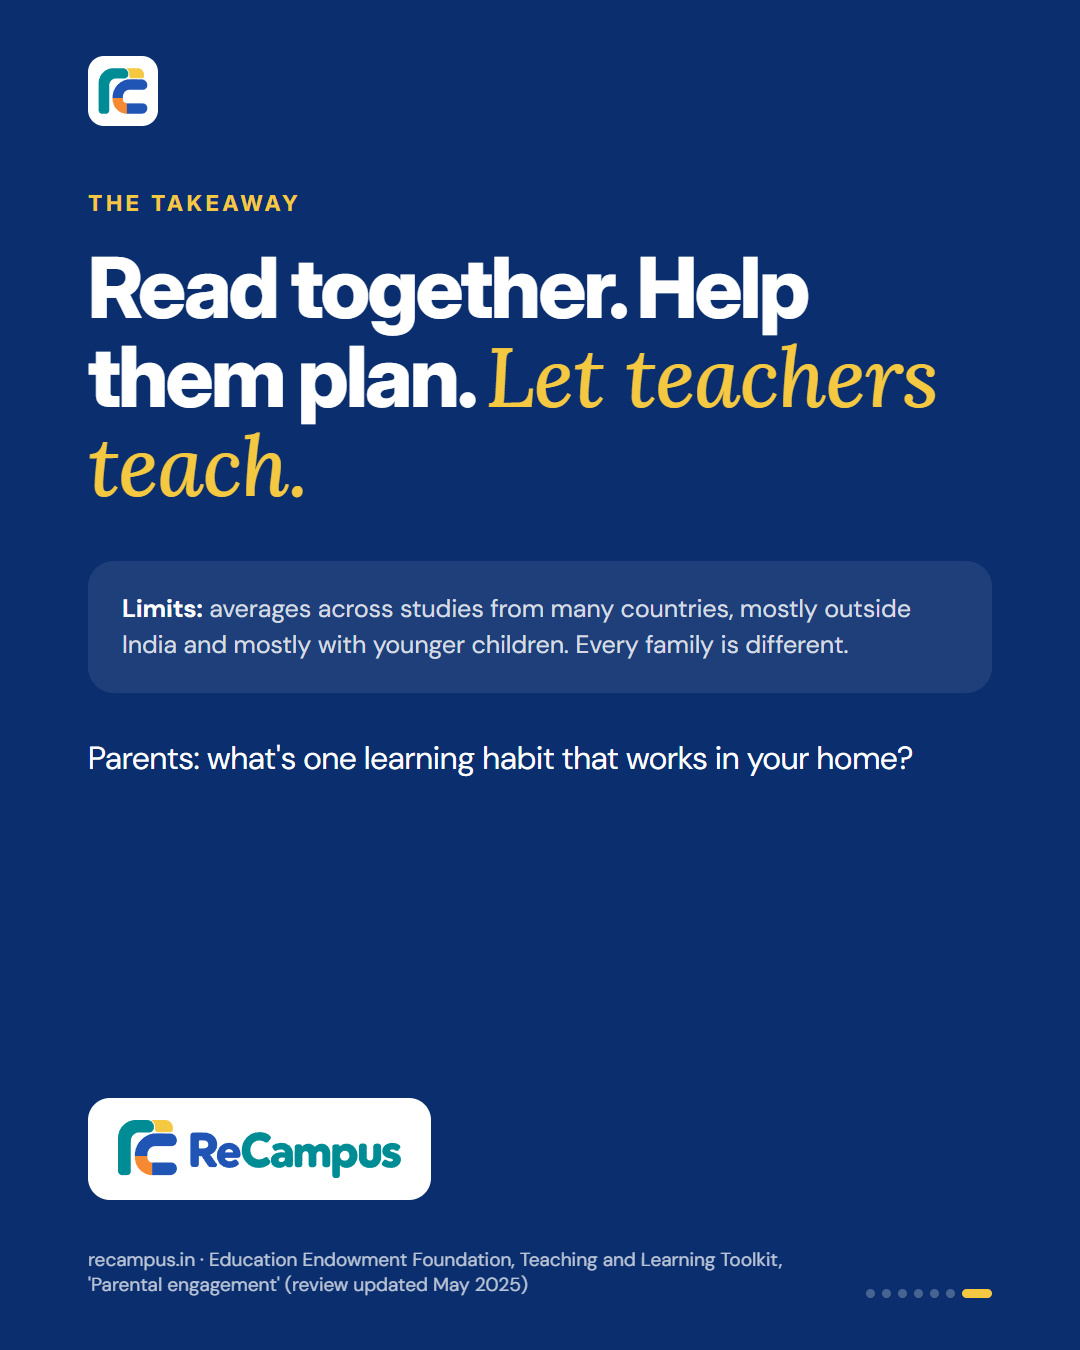 THE TAKEAWAY
Read together. Help
them plan. Let teachers
teach.
Limits: averages across studies from many countries, mostly outside
India and mostly with younger children. Every family is different.
Parents: what's one learning habit that works in your home?
ReCampus
recampus.in · Education Endowment Foundation, Teaching and Learning Toolkit,
'Parental engagement' (review updated May 2025)